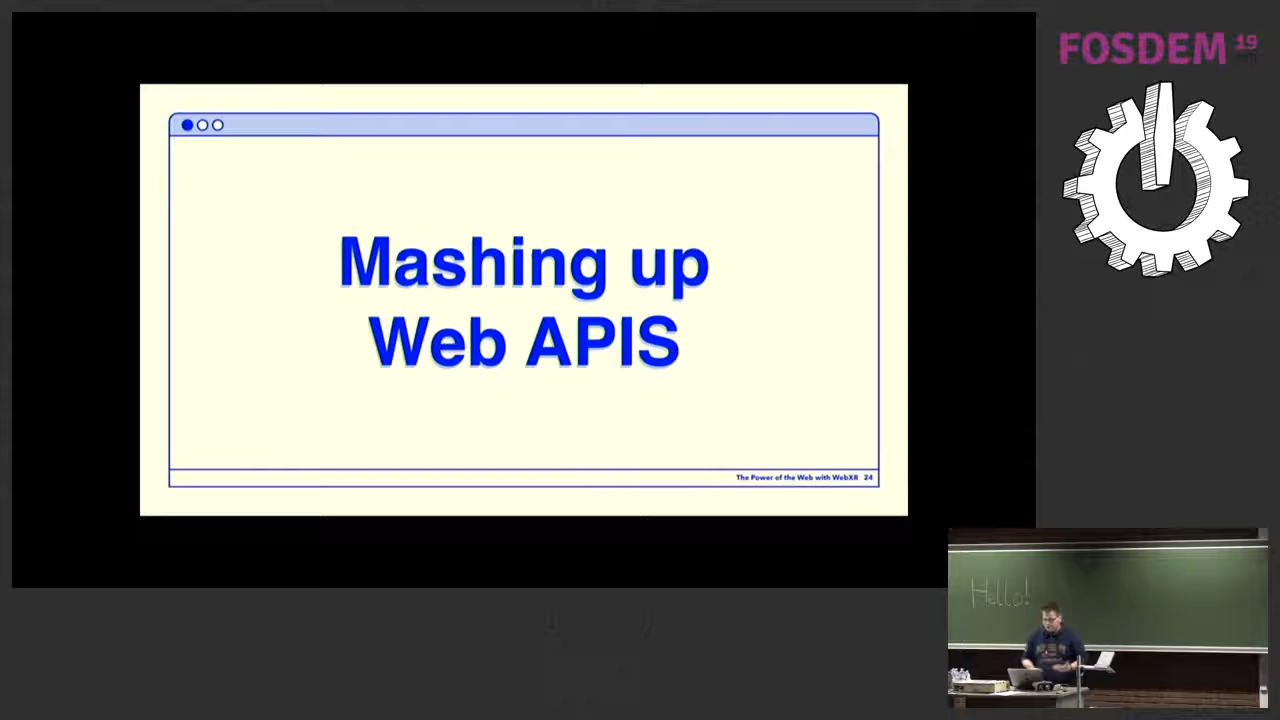 FOSDEM 19
Mashing up
Web APIS
The Power of the Web with WebXR 24
Hello!